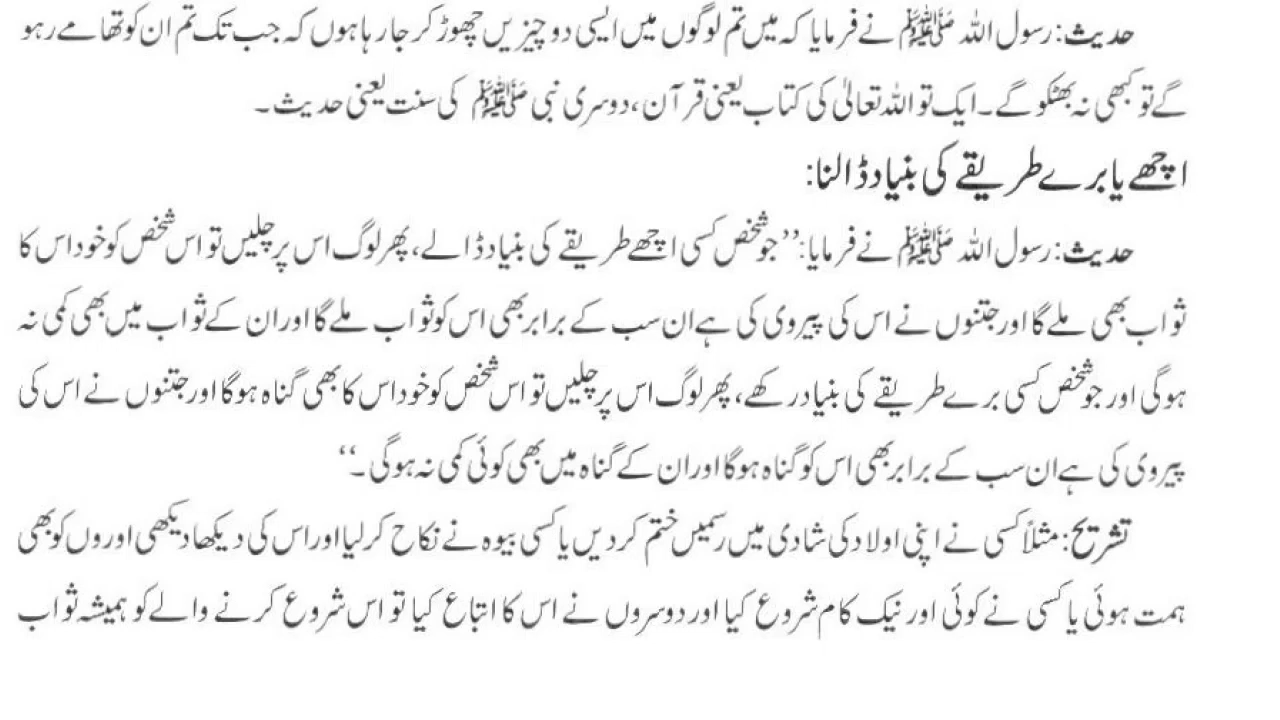 حدیث: رسول اللہ ﷺ نے فرمایا کہ میں تم لوگوں میں ایسی دو چیزیں چھوڑ کر جا رہا ہوں کہ جب تک تم ان کو تھامے رہو
گے تو کبھی نہ بھٹکو گے۔ ایک تو اللہ تعالیٰ کی کتاب یعنی قرآن، دوسری نبی ﷺ کی سنت یعنی حدیث۔
اچھے یا برے طریقے کی بنیاد ڈالنا:
حدیث: رسول اللہ ﷺ نے فرمایا: ’’جو شخص کسی اچھے طریقے کی بنیاد ڈالے، پھر لوگ اس پر چلیں تو اس شخص کو خود اس کا
ثواب بھی ملے گا اور جتنوں نے اس کی پیروی کی ہے ان سب کے برابر بھی اس کو ثواب ملے گا اور ان کے ثواب میں بھی کمی نہ
ہوگی اور جو شخص کسی برے طریقے کی بنیاد رکھے، پھر لوگ اس پر چلیں تو اس شخص کو خود اس کا بھی گناہ ہوگا اور جتنوں نے اس کی
پیروی کی ہے ان سب کے برابر بھی اس کو گناہ ہوگا اور ان کے گناہ میں بھی کوئی کمی نہ ہوگی۔‘‘
تشریح: مثلاً کسی نے اپنی اولاد کی شادی میں رسمیں ختم کر دیں یا کسی بیوہ نے نکاح کر لیا اور اس کی دیکھا دیکھی اوروں کو بھی
ہمت ہوئی یا کسی نے کوئی اور نیک کام شروع کیا اور دوسروں نے اس کا اتباع کیا تو اس شروع کرنے والے کو ہمیشہ ثواب